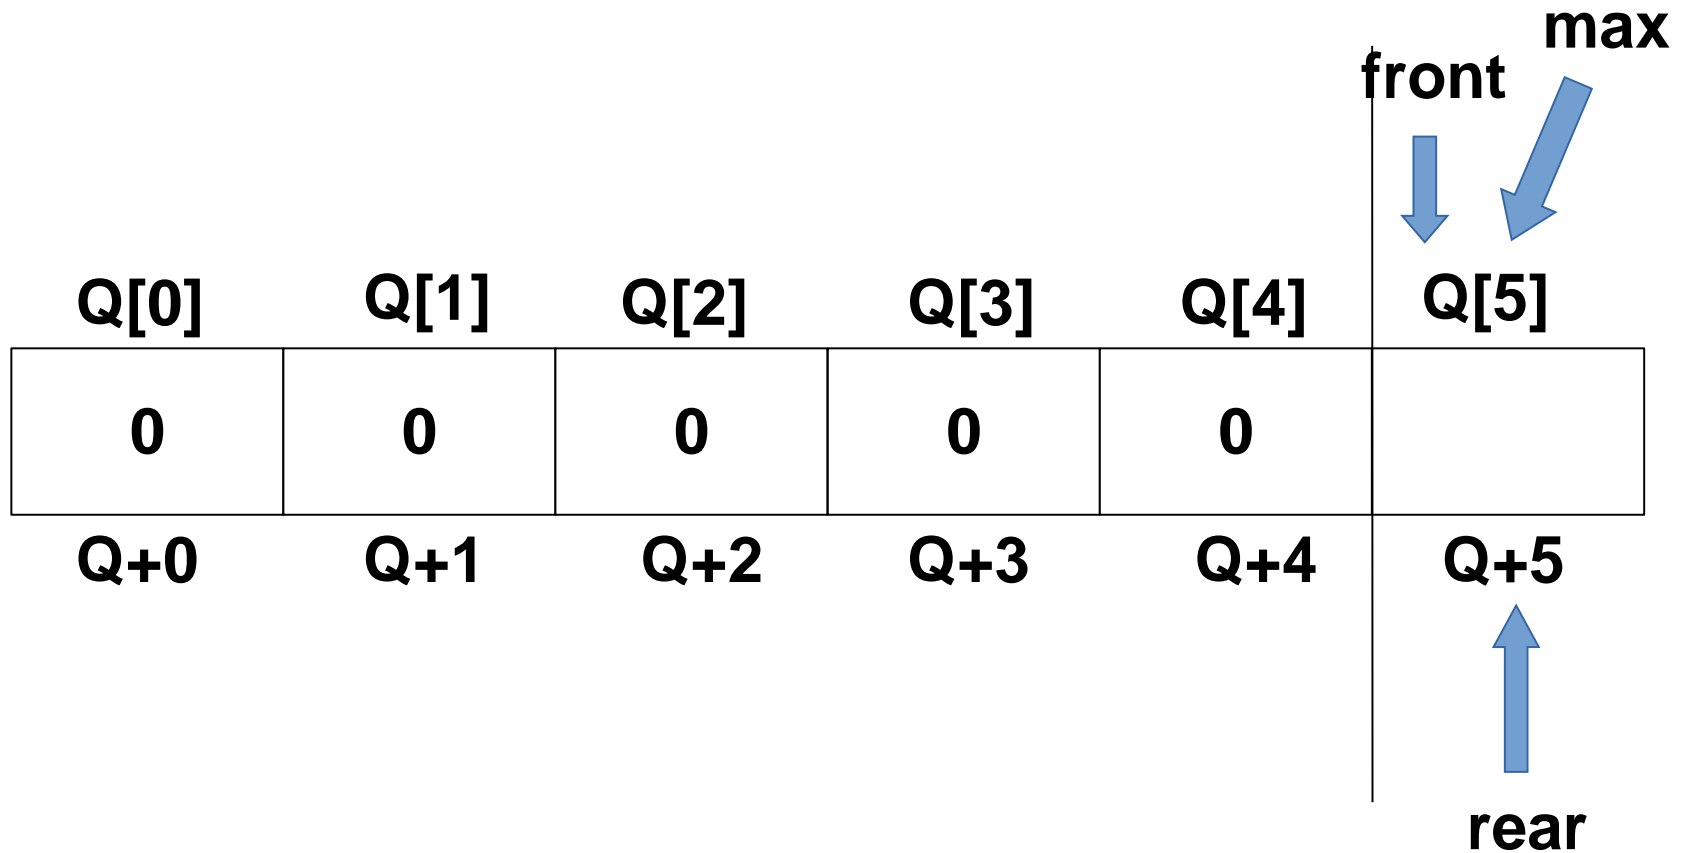 max
front
Q[0] Q[1] Q[2] Q[3] Q[4] Q[5]
0 0 0 0 0
Q+0 Q+1 Q+2 Q+3 Q+4 Q+5
rear